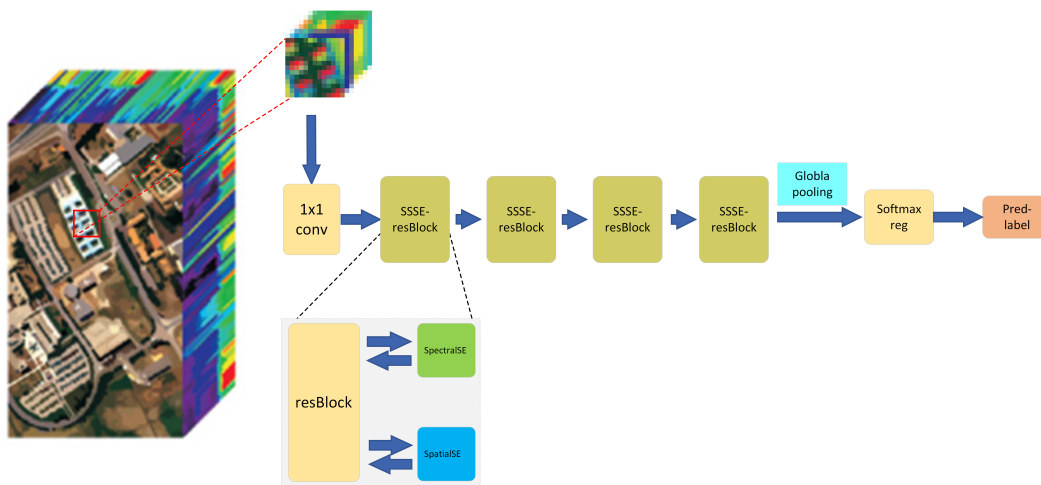 Globla
pooling
1x1
conv
SSSE-
resBlock
SSSE-
resBlock
SSSE-
resBlock
SSSE-
resBlock
Softmax
reg
Pred-
label
resBlock
SpectralSE
SpatialSE